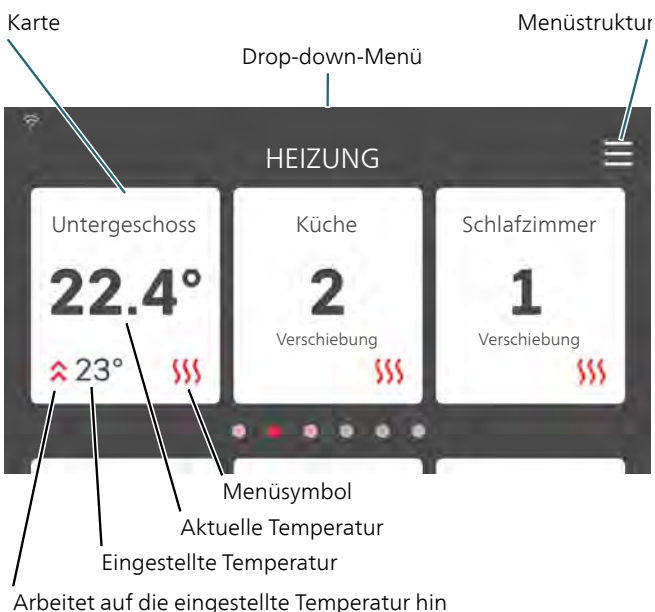 Karte
Menüstruktur
Drop-down-Menü
HEIZUNG
Untergeschoss
Küche
Schlafzimmer
22.4°
2
1
Verschiebung
Verschiebung
23°
Menüsymbol
Aktuelle Temperatur
Eingestellte Temperatur
Arbeitet auf die eingestellte Temperatur hin